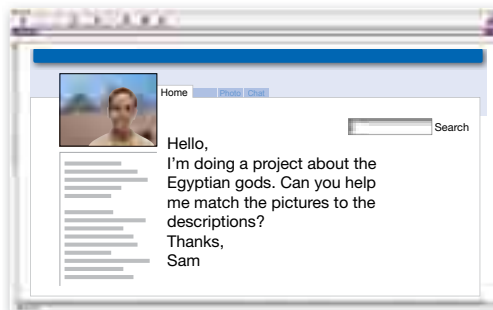 Home Photo Chat
Search
Hello,
I'm doing a project about the
Egyptian gods. Can you help
me match the pictures to the
descriptions?
Thanks,
Sam